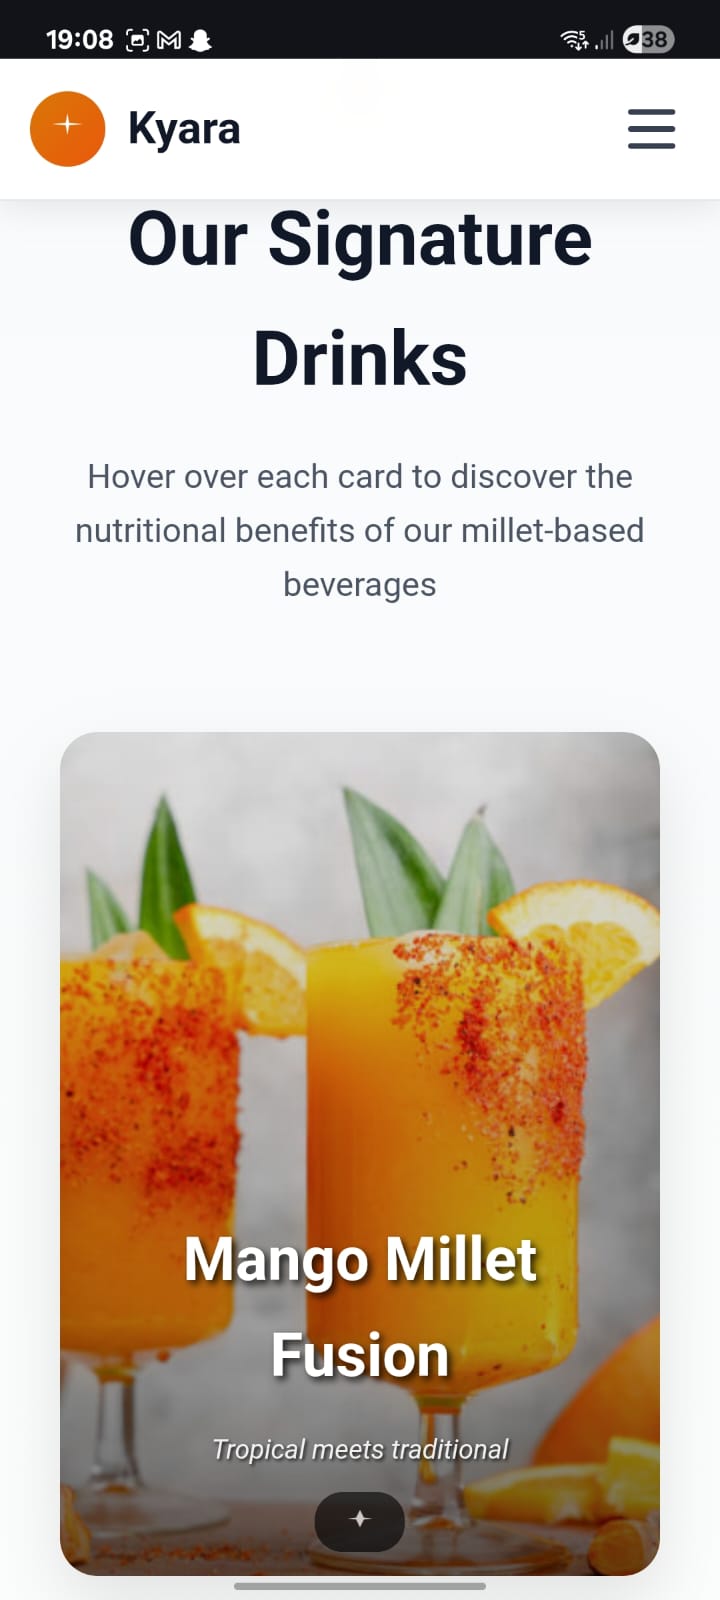 19:08
5
38
Kyara
Our Signature
Drinks
Hover over each card to discover the
nutritional benefits of our millet-based
beverages
Mango Millet
Fusion
Tropical meets traditional